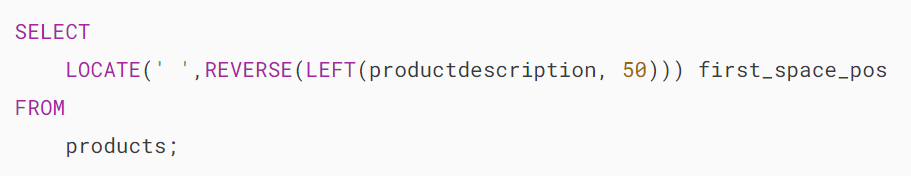 SELECT
LOCATE(' ',REVERSE(LEFT(productdescription, 50))) first_space_pos
FROM
products;